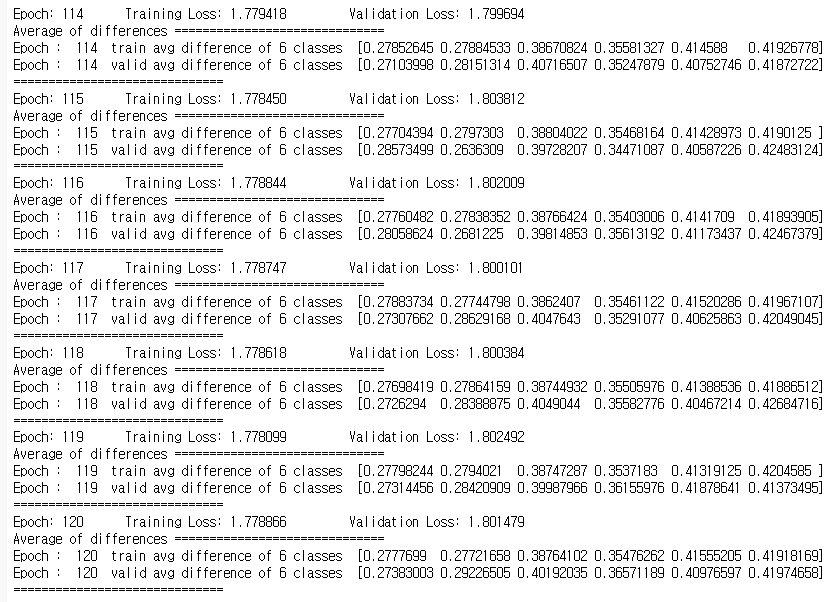 Epoch: 114      Training Loss: 1.779418         Validation Loss: 1.799694
Average of differences ==============================
Epoch :  114  train avg difference of 6 classes  [0.27852645 0.27884533 0.38670824 0.35581327 0.414588   0.41926778]
Epoch :  114  valid avg difference of 6 classes  [0.27103998 0.28151314 0.40716507 0.35247879 0.40752746 0.41872722]
==============================
Epoch: 115      Training Loss: 1.778450         Validation Loss: 1.803812
Average of differences ==============================
Epoch :  115  train avg difference of 6 classes  [0.27704394 0.2797303  0.38804022 0.35468164 0.41428973 0.4190125 ]
Epoch :  115  valid avg difference of 6 classes  [0.28573499 0.2636309  0.39728207 0.34471087 0.40587226 0.42483124]
==============================
Epoch: 116      Training Loss: 1.778844         Validation Loss: 1.802009
Average of differences ==============================
Epoch :  116  train avg difference of 6 classes  [0.27760482 0.27838352 0.38766424 0.35403006 0.4141709  0.41893905]
Epoch :  116  valid avg difference of 6 classes  [0.28058624 0.2681225  0.39814853 0.35613192 0.41173437 0.42467379]
==============================
Epoch: 117      Training Loss: 1.778747         Validation Loss: 1.800101
Average of differences ==============================
Epoch :  117  train avg difference of 6 classes  [0.27883734 0.27744798 0.3862407  0.35461122 0.41520286 0.41967107]
Epoch :  117  valid avg difference of 6 classes  [0.27307662 0.28629168 0.4047643  0.35291077 0.40625863 0.42049045]
==============================
Epoch: 118      Training Loss: 1.778618         Validation Loss: 1.800384
Average of differences ==============================
Epoch :  118  train avg difference of 6 classes  [0.27698419 0.27864159 0.38744932 0.35505976 0.41388536 0.41886512]
Epoch :  118  valid avg difference of 6 classes  [0.2726294  0.28388875 0.4049044  0.35582776 0.40467214 0.42684716]
==============================
Epoch: 119      Training Loss: 1.778099         Validation Loss: 1.802492
Average of differences ==============================
Epoch :  119  train avg difference of 6 classes  [0.27798244 0.2794021  0.38747287 0.3537183  0.41319125 0.4204585 ]
Epoch :  119  valid avg difference of 6 classes  [0.27314456 0.28420909 0.39987966 0.36155976 0.41878641 0.41373495]
==============================
Epoch: 120      Training Loss: 1.778866         Validation Loss: 1.801479
Average of differences ==============================
Epoch :  120  train avg difference of 6 classes  [0.2777699  0.27721658 0.38764102 0.35476262 0.41555205 0.41918169]
Epoch :  120  valid avg difference of 6 classes  [0.27383003 0.29226505 0.40192035 0.36571189 0.40976597 0.41974658]
==============================